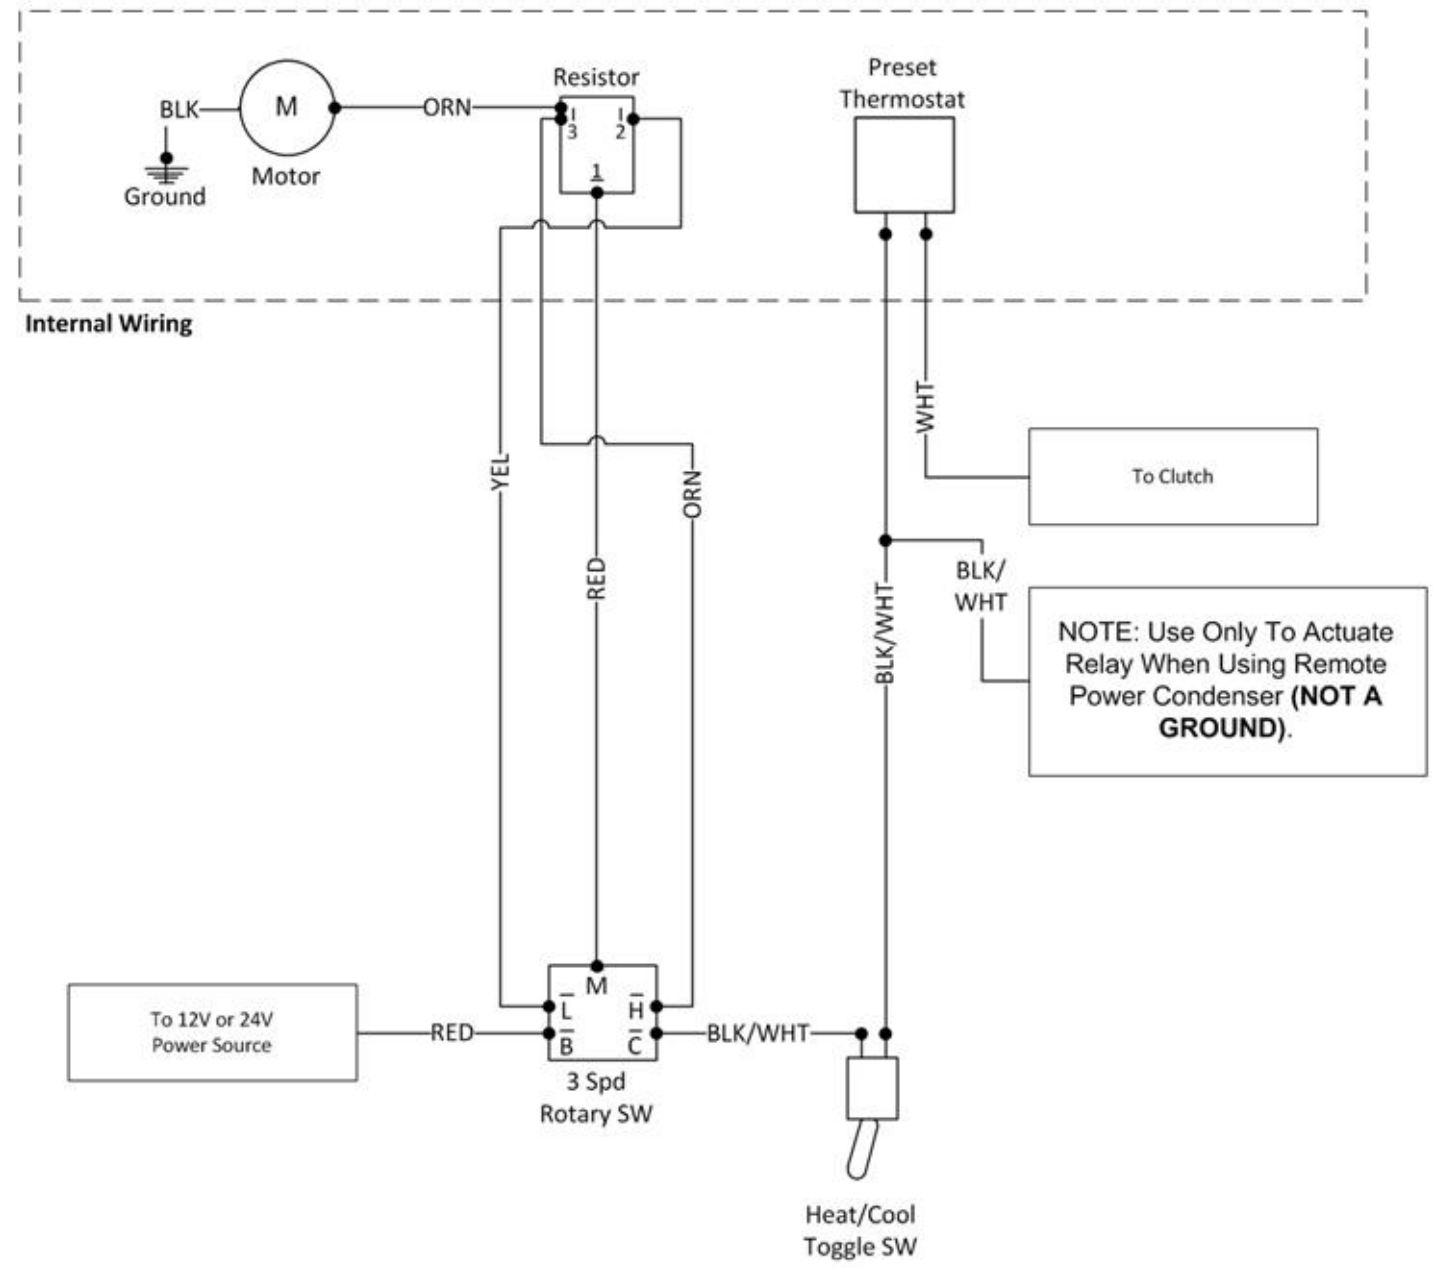 Preset
Thermostat
Resistor
BLK
M
ORN
3
2
1
Motor
Ground
Internal Wiring
WHT
To Clutch
YEL
ORN
RED
BLK/
WHT
BLK/WHT
NOTE: Use Only To Actuate
Relay When Using Remote
Power Condenser (NOT A
GROUND).
M
L
H
To 12V or 24V
Power Source
RED
B
C
BLK/WHT
3 Spd
Rotary SW
Heat/Cool
Toggle SW